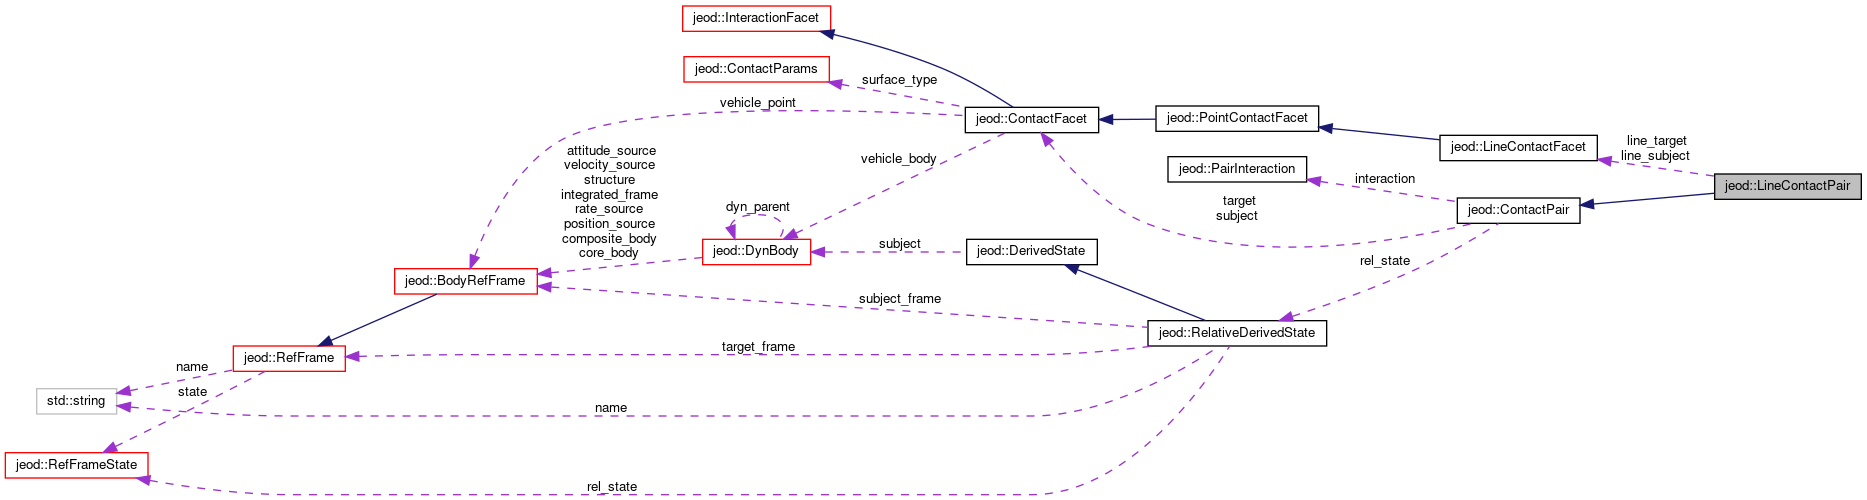 jeod::InteractionFacet
jeod::ContactParams
surface_type
vehicle_point
jeod::ContactFacet
jeod::PointContactFacet
jeod::LineContactFacet
line_target
line_subject
jeod::LineContactPair
jeod::PairInteraction
interaction
jeod::ContactPair
target
subject
attitude_source
velocity_source
structure
integrated_frame
rate_source
position_source
composite_body
core_body
vehicle_body
dyn_parent
jeod::DynBody
subject
jeod::DerivedState
rel_state
jeod::BodyRefFrame
subject_frame
jeod::RelativeDerivedState
target_frame
jeod::RefFrame
name
state
std::string
name
jeod::RefFrameState
rel_state